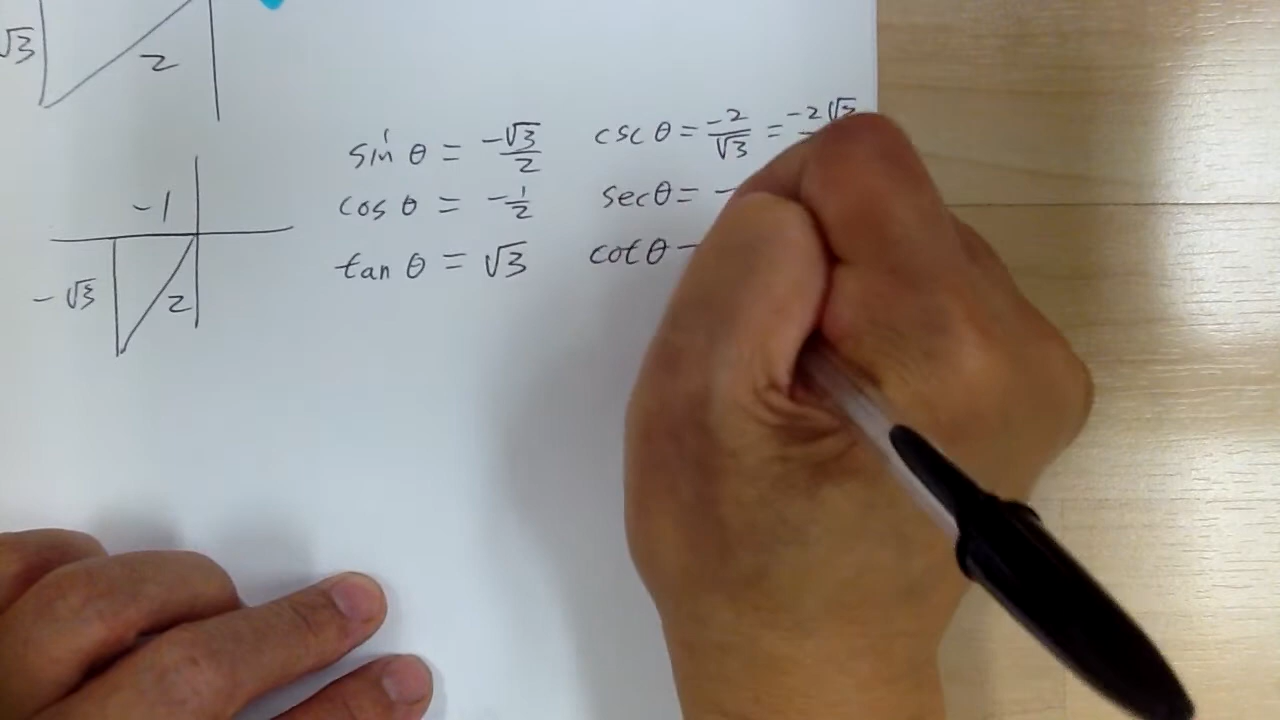 √3
2
sin θ = -√3/2 csc θ = -2/√3 = -2√3
-1
cos θ = -1/2 sec θ = -
tan θ = √3 cot θ
-√3
2